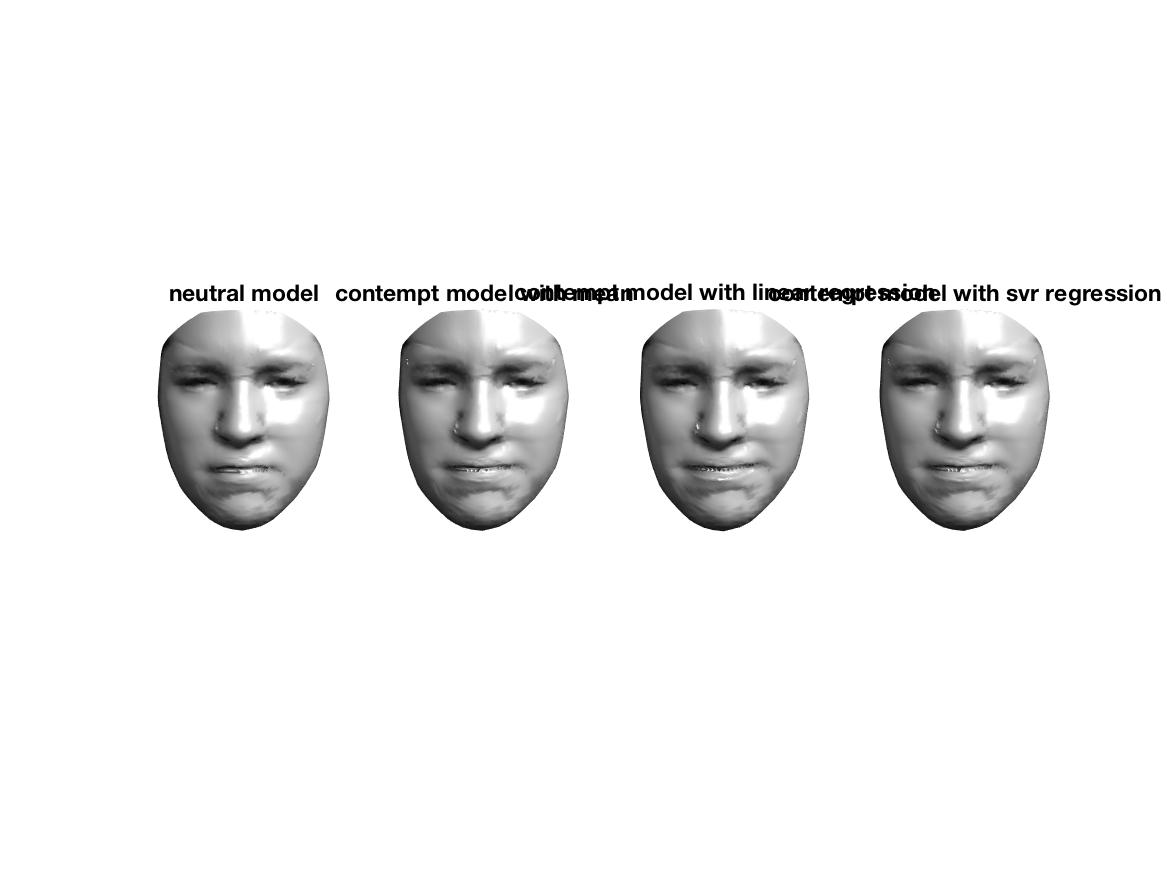 neutral model
contempt model with mean
contempt model with linear regression
contempt model with svr regression